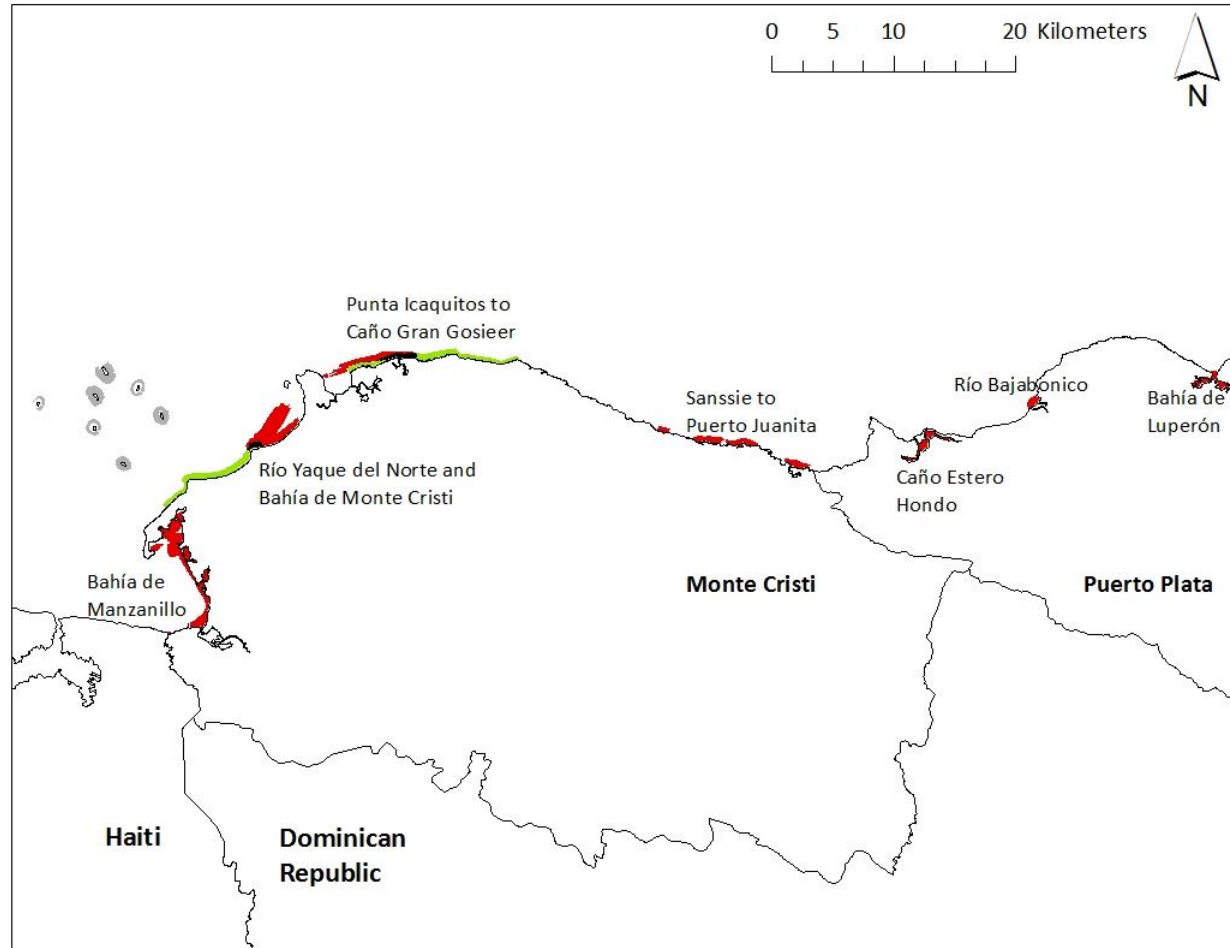 0 5 10 20 Kilometers
N
Punta Icaquitos to
Caño Gran Gosieer
Sanssie to
Puerto Juanita
Río Bajabonico
Bahía de
Luperón
Río Yaque del Norte and
Bahía de Monte Cristi
Caño Estero
Hondo
Bahía de
Manzanillo
Monte Cristi
Puerto Plata
Haiti
Dominican
Republic